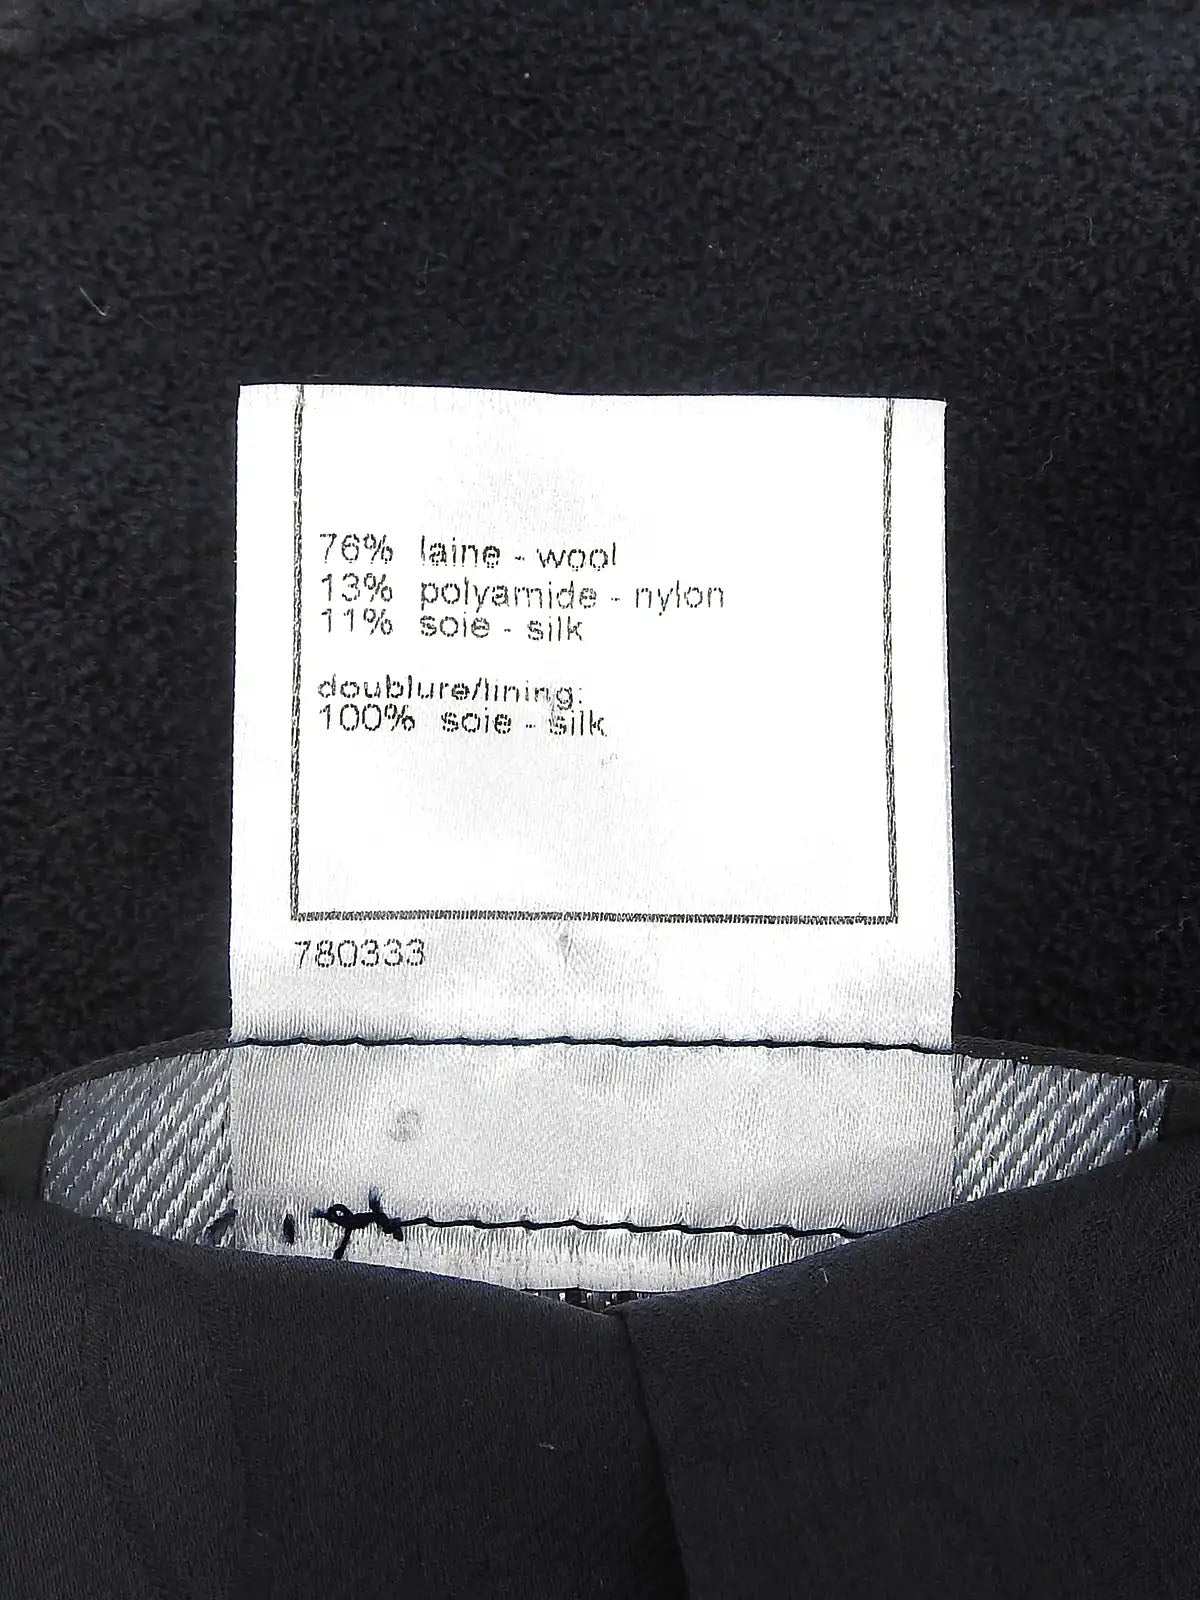 76% laine - wool
13% polyamide - nylon
11% soie - silk
doublure/lining:
100% soie - silk
780333